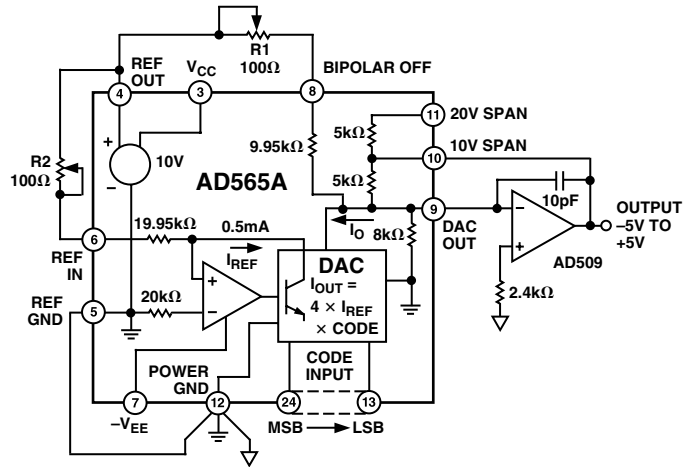 R1
100Ω
REF
OUT
VCC
BIPOLAR OFF
4
3
8
11
20V SPAN
5kΩ
10V SPAN
10
9.95kΩ
R2
100Ω
+
10V
–
AD565A
5kΩ
10pF
OUTPUT
–5V TO
+5V
9
DAC
OUT
–
+
AD509
19.95kΩ
0.5mA
IO
8kΩ
6
REF
IN
IREF
DAC
IOUT =
4 × IREF
× CODE
2.4kΩ
+
–
REF
GND
5
20kΩ
POWER
GND
CODE
INPUT
7
12
24
13
–VEE
MSB
LSB